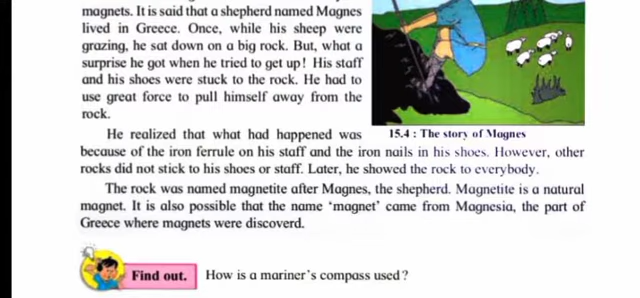 magnets. It is said that a shepherd named Magnes
lived in Greece. Once, while his sheep were
grazing, he sat down on a big rock. But, what a
surprise he got when he tried to get up! His staff
and his shoes were stuck to the rock. He had to
use great force to pull himself away from the
rock.
15.4 : The story of Magnes
He realized that what had happened was
because of the iron ferrule on his staff and the iron nails in his shoes. However, other
rocks did not stick to his shoes or staff. Later, he showed the rock to everybody.
The rock was named magnetite after Magnes, the shepherd. Magnetite is a natural
magnet. It is also possible that the name ‘magnet’ came from Magnesia, the part of
Greece where magnets were discoverd.
Find out. How is a mariner’s compass used?